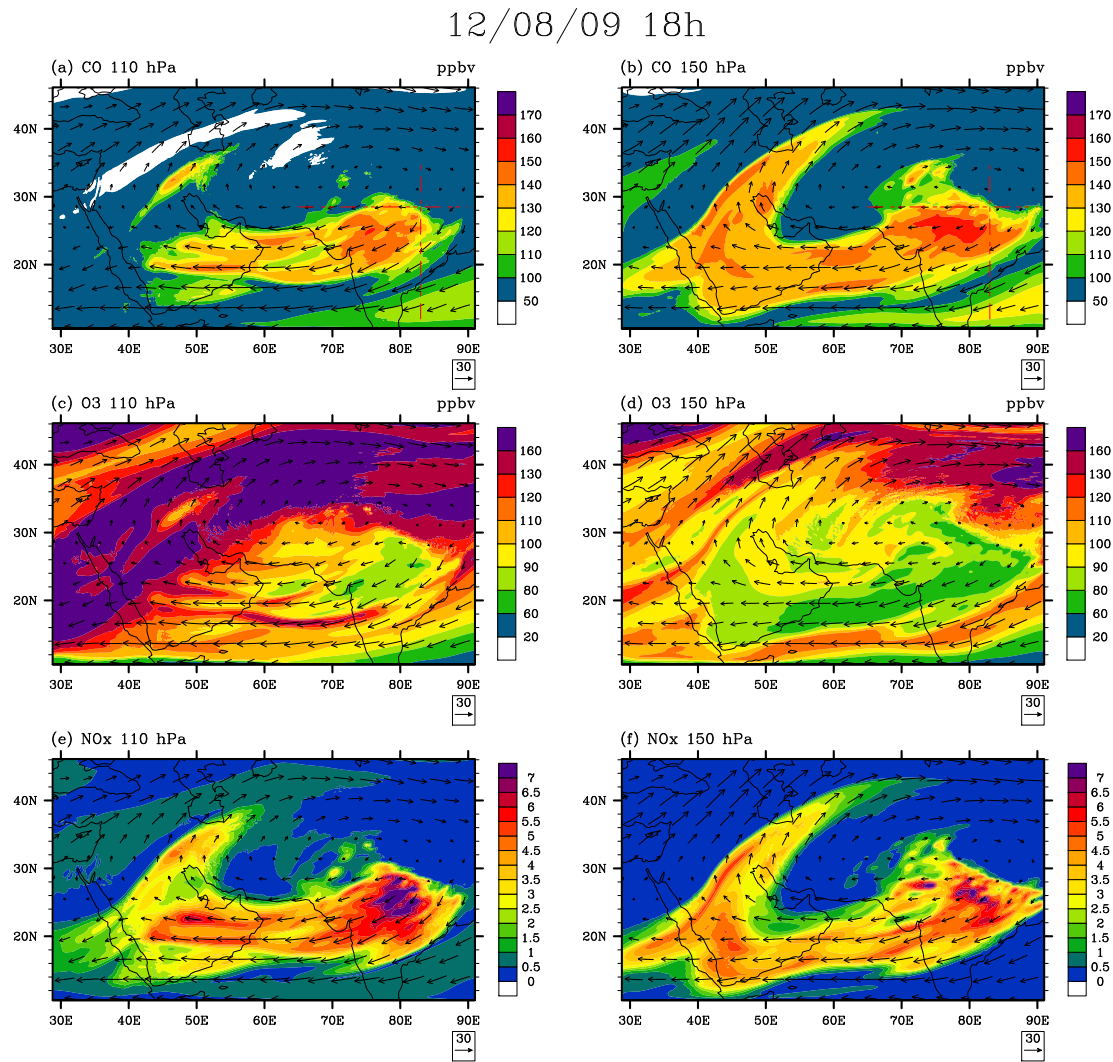 12/08/09 18h
(a) CO 110 hPa ppbv
40N
30N
20N
30E 40E 50E 60E 70E 80E 90E
170
160
150
140
130
120
110
100
50
30
(b) CO 150 hPa ppbv
40N
30N
20N
30E 40E 50E 60E 70E 80E 90E
170
160
150
140
130
120
110
100
50
30
(c) O3 110 hPa ppbv
40N
30N
20N
30E 40E 50E 60E 70E 80E 90E
160
130
120
110
100
90
80
60
20
30
(d) O3 150 hPa ppbv
40N
30N
20N
30E 40E 50E 60E 70E 80E 90E
160
130
120
110
100
90
80
60
20
30
(e) NOx 110 hPa
40N
30N
20N
30E 40E 50E 60E 70E 80E 90E
7
6.5
6
5.5
5
4.5
4
3.5
3
2.5
2
1.5
1
0.5
0
30
(f) NOx 150 hPa
40N
30N
20N
30E 40E 50E 60E 70E 80E 90E
7
6.5
6
5.5
5
4.5
4
3.5
3
2.5
2
1.5
1
0.5
0
30